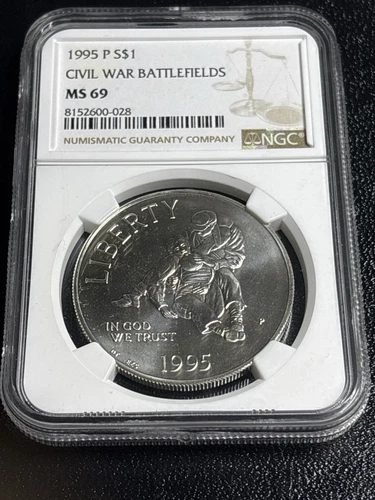 1995 P S$1
CIVIL WAR BATTLEFIELDS
MS 69
8152600-028
NUMISMATIC GUARANTY COMPANY
NGC
LIBERTY
IN GOD
WE TRUST
P
1995